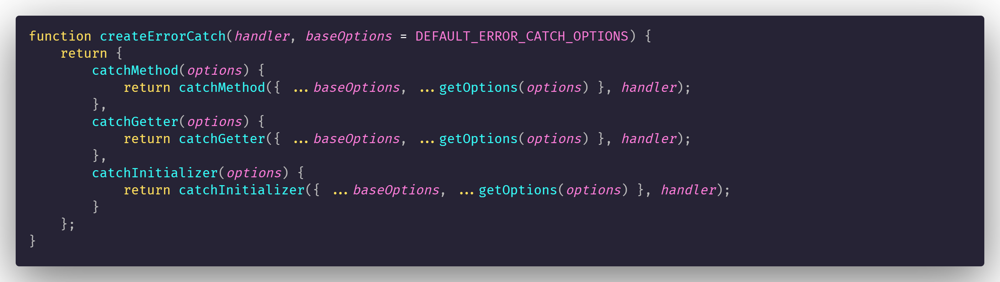 function createErrorCatch(handler, baseOptions = DEFAULT_ERROR_CATCH_OPTIONS) {
    return {
        catchMethod(options) {
            return catchMethod({ ...baseOptions, ...getOptions(options) }, handler);
        },
        catchGetter(options) {
            return catchGetter({ ...baseOptions, ...getOptions(options) }, handler);
        },
        catchInitializer(options) {
            return catchInitializer({ ...baseOptions, ...getOptions(options) }, handler);
        }
    };
}